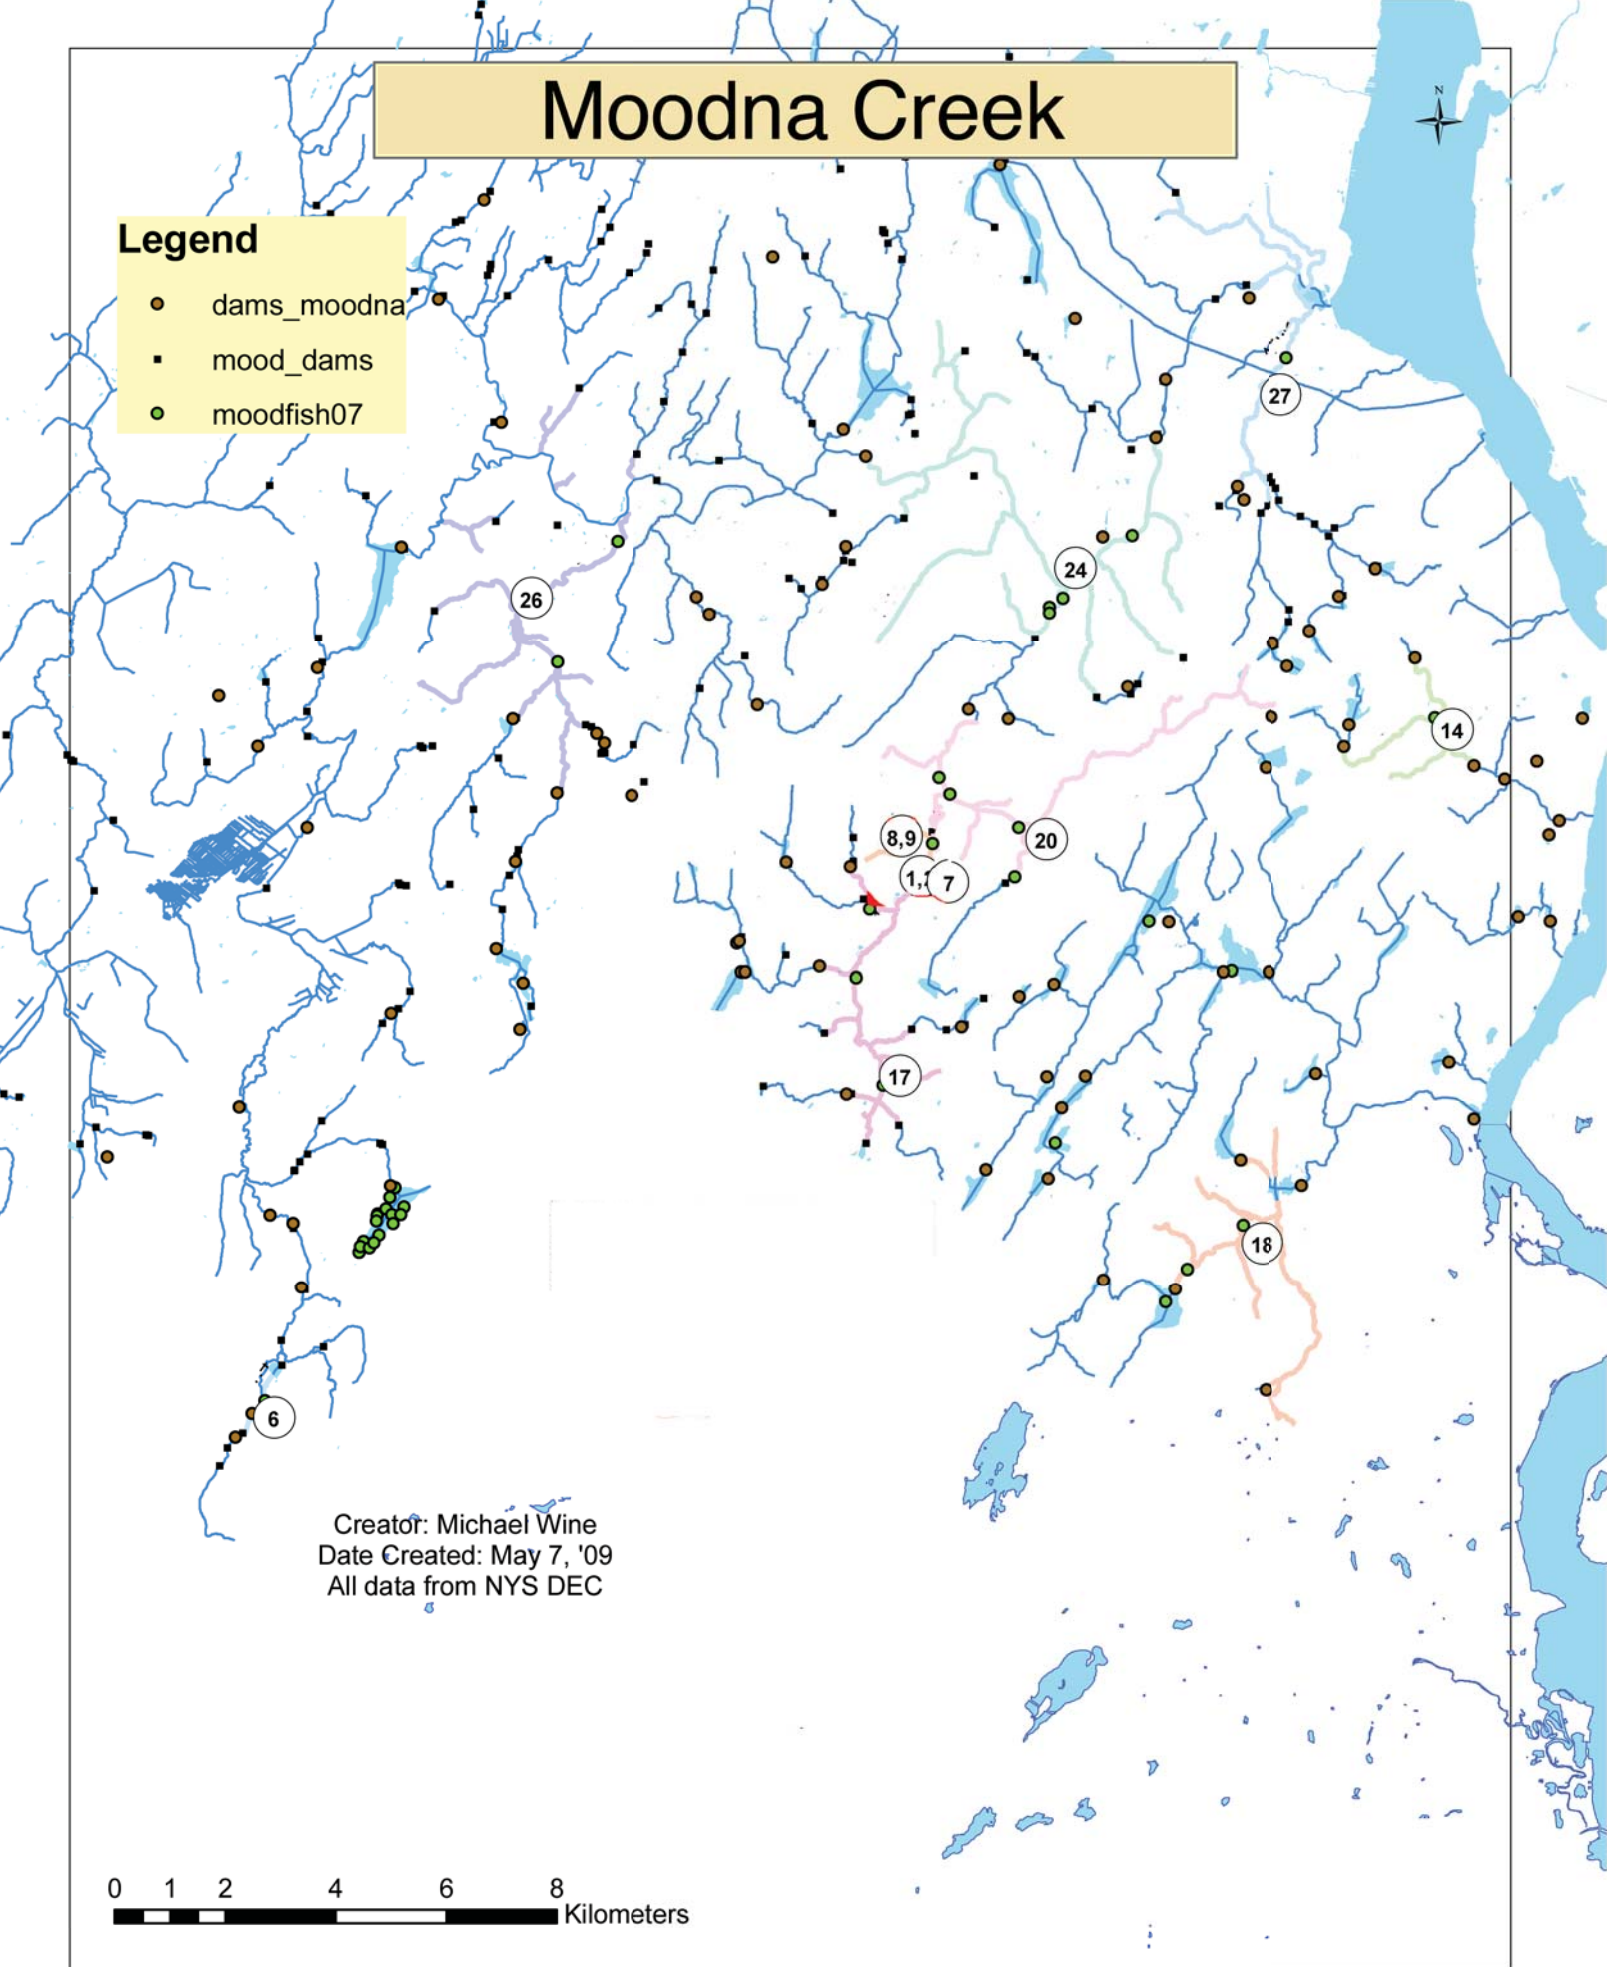 Moodna Creek
N
Legend
dams_moodna
mood_dams
moodfish07
27
24
26
14
8,9
20
1,
7
17
18
6
Creator: Michael Wine
Date Created: May 7, '09
All data from NYS DEC
0 1 2 4 6 8
Kilometers